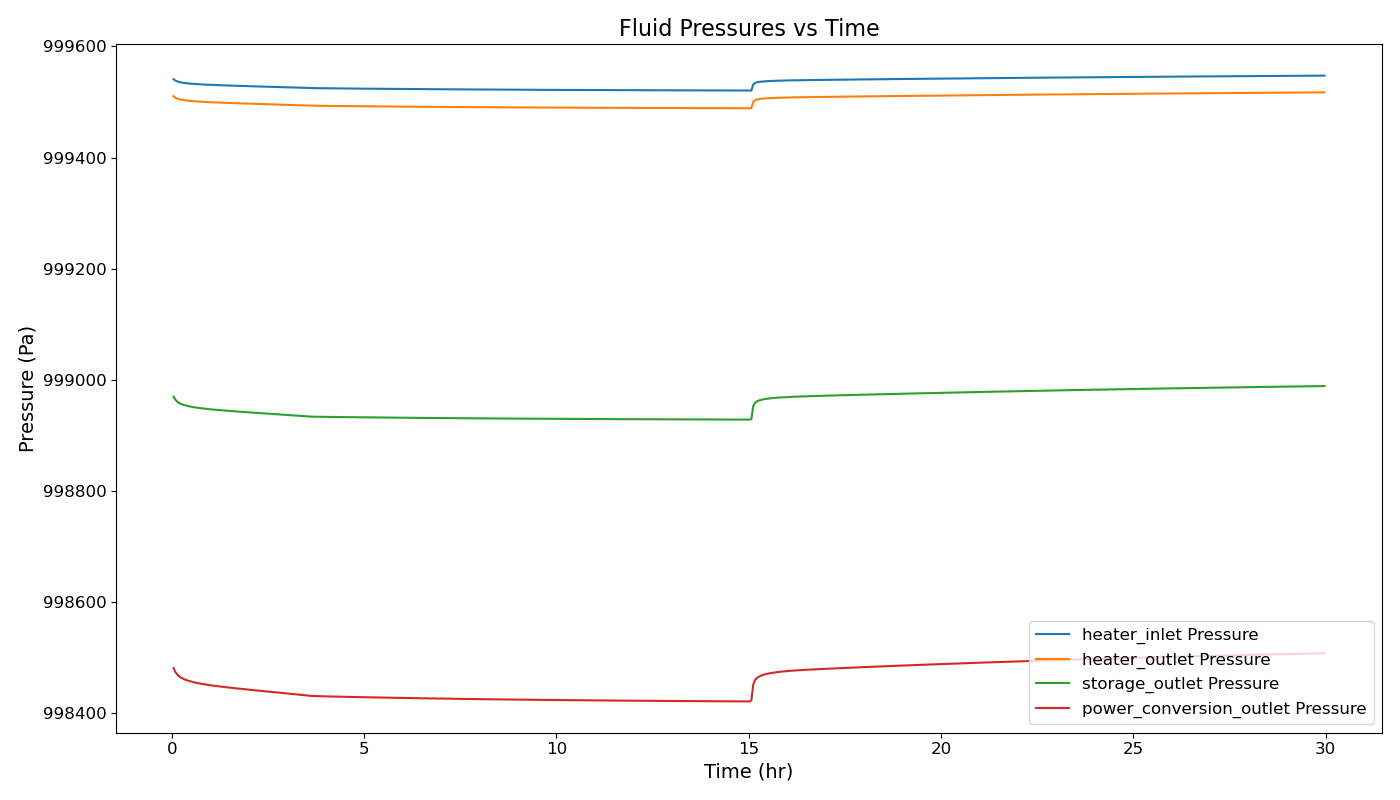 Fluid Pressures vs Time
999600
999400
999200
999000
998800
998600
998400
Pressure (Pa)
heater_inlet Pressure
heater_outlet Pressure
storage_outlet Pressure
power_conversion_outlet Pressure
0 5 10 15 20 25 30
Time (hr)